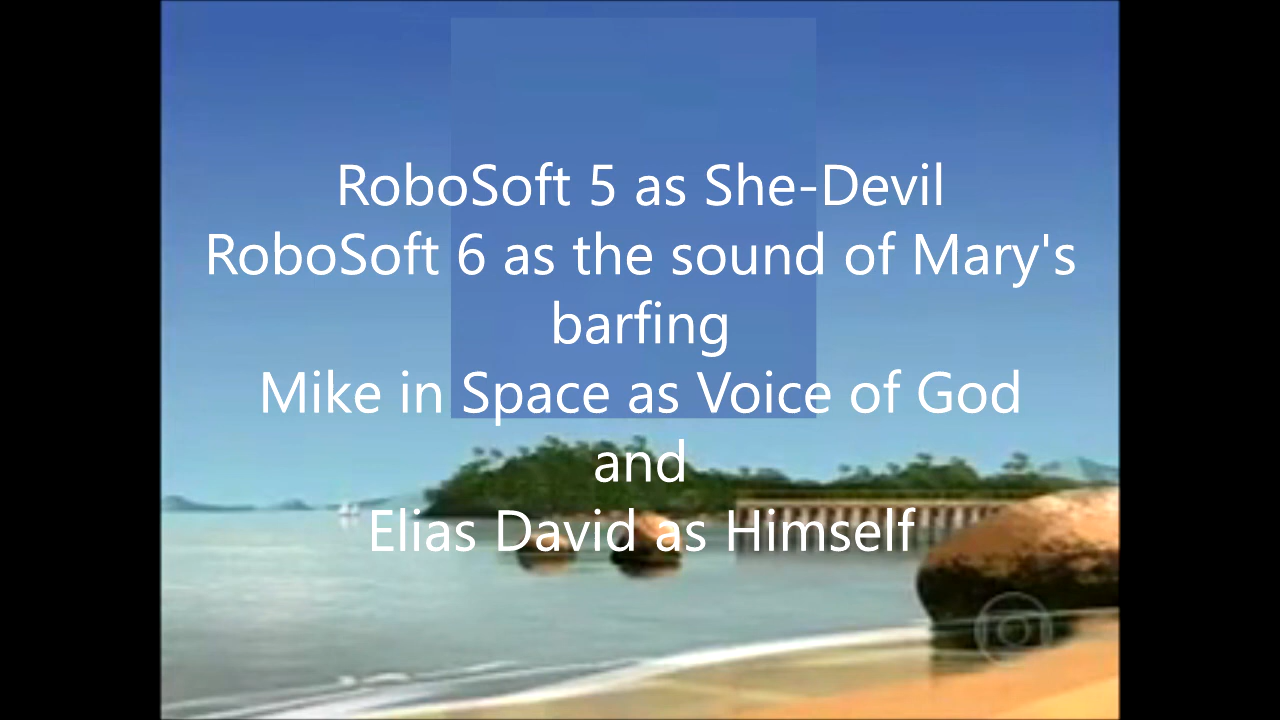 RoboSoft 5 as She-Devil
RoboSoft 6 as the sound of Mary's
barfing
Mike in Space as Voice of God
and
Elias David as Himself